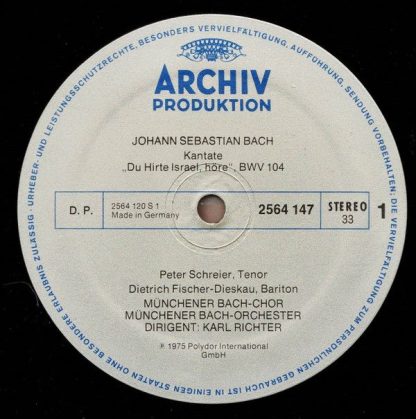 URHEBER- UND LEISTUNGSSCHUTZRECHTE, BESONDERS VERVIELFÄLTIGUNG, AUFFÜHRUNG, SENDUNG VORBEHALTEN: DIE VERVIELFÄLTIGUNG ZUM PERSÖNLICHEN GEBRAUCH IST IN EINIGEN STAATEN OHNE BESONDERE ERLAUBNIS ZULÄSSIG -
ARCHIV
PRODUKTION
JOHANN SEBASTIAN BACH
Kantate
„Du Hirte Israel, höre“, BWV 104
D. P.
2564 120 S 1
Made in Germany
2564 147
STEREO
33
1
Peter Schreier, Tenor
Dietrich Fischer-Dieskau, Bariton
MÜNCHENER BACH-CHOR
MÜNCHENER BACH-ORCHESTER
DIRIGENT: KARL RICHTER
℗ 1975 Polydor International
GmbH